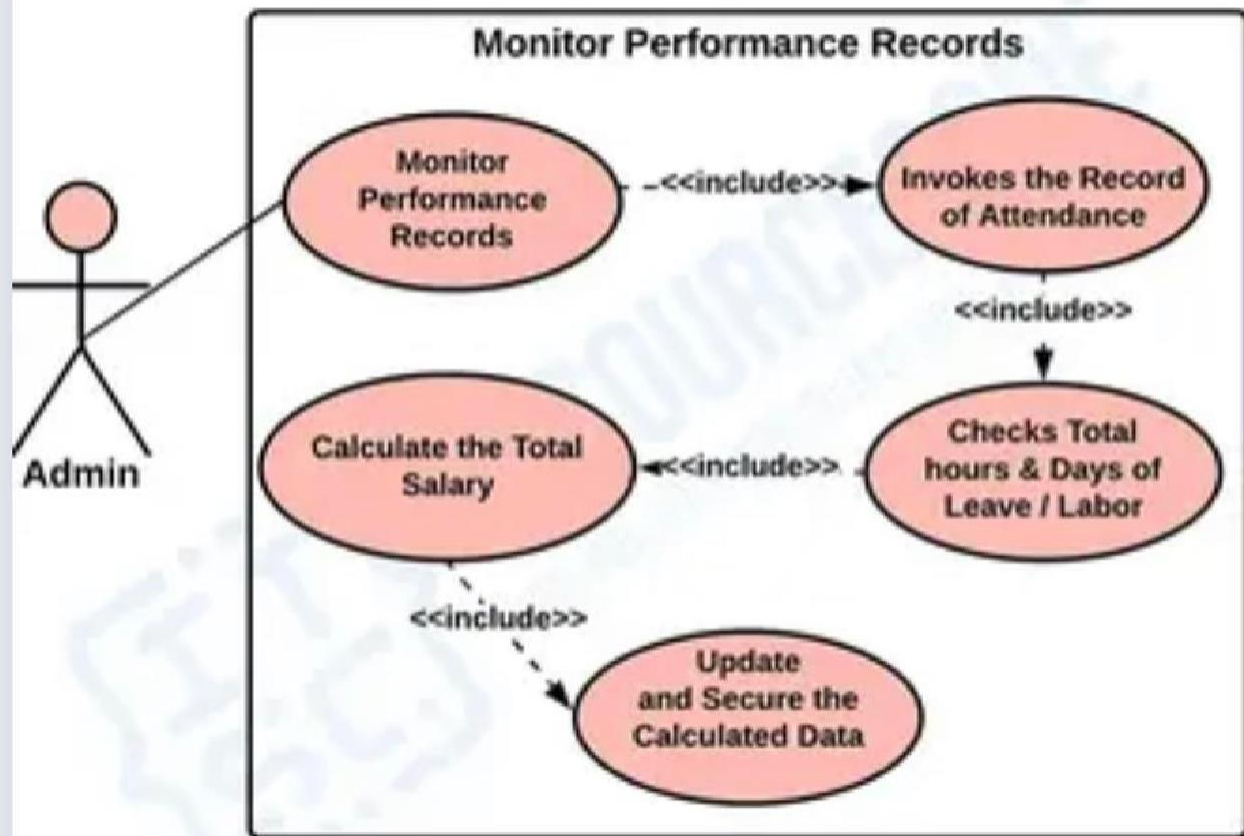 Monitor Performance Records
Monitor
Performance
Records
<<include>>
Invokes the Record
of Attendance
<<include>>
Checks Total
hours & Days of
Leave / Labor
<<include>>
Calculate the Total
Salary
<<include>>
Update
and Secure the
Calculated Data
Admin